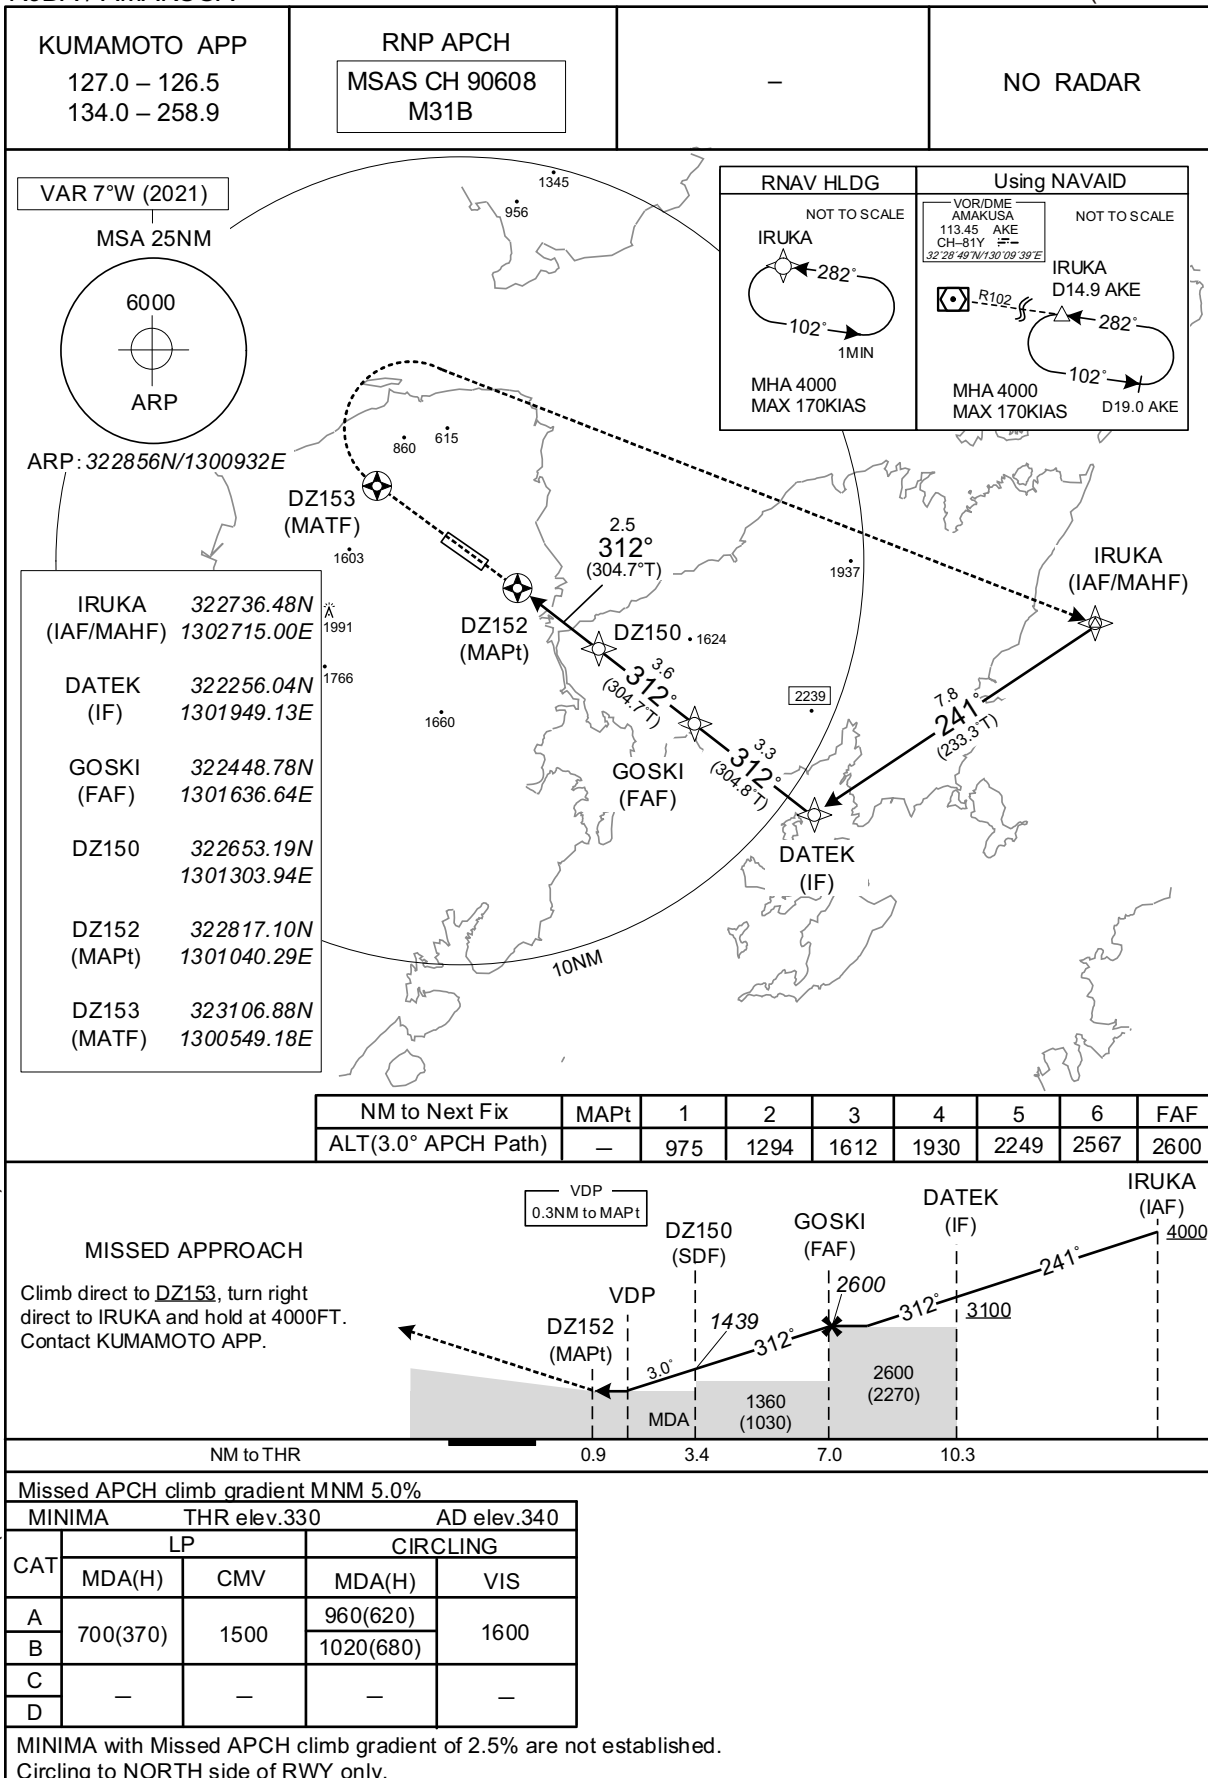 KUMAMOTO APP
127.0 – 126.5
134.0 – 258.9
RNP APCH
MSAS CH 90608
M31B
–
NO RADAR
VAR 7°W (2021)
MSA 25NM
6000
ARP
ARP: 322856N/1300932E
1345
956
RNAV HLDG
NOT TO SCALE
IRUKA
282°
102°
1MIN
MHA 4000
MAX 170KIAS
Using NAVAID
VOR/DME
AMAKUSA
113.45 AKE
CH–81Y
32°28'49"N/130°09'39"E
NOT TO SCALE
IRUKA
D14.9 AKE
R102
282°
102°
MHA 4000
MAX 170KIAS
D19.0 AKE
860
615
DZ153
(MATF)
1603
2.5
312°
(304.7°T)
1937
IRUKA
(IAF/MAHF)
1991
DZ152
(MAPt)
DZ150
1624
1766
3.6
312°
(304.7°T)
1660
2239
7.8
241°
(233.3°T)
GOSKI
(FAF)
3.3
312°
(304.8°T)
DATEK
(IF)
10NM
IRUKA 322736.48N
(IAF/MAHF) 1302715.00E
DATEK 322256.04N
(IF) 1301949.13E
GOSKI 322448.78N
(FAF) 1301636.64E
DZ150 322653.19N
1301303.94E
DZ152 322817.10N
(MAPt) 1301040.29E
DZ153 323106.88N
(MATF) 1300549.18E
NM to Next Fix MAPt 1 2 3 4 5 6 FAF
ALT(3.0° APCH Path) – 975 1294 1612 1930 2249 2567 2600
VDP
0.3NM to MAPt
MISSED APPROACH
Climb direct to DZ153, turn right
direct to IRUKA and hold at 4000FT.
Contact KUMAMOTO APP.
DZ152
(MAPt)
VDP
DZ150
(SDF)
GOSKI
(FAF)
DATEK
(IF)
IRUKA
(IAF)
4000
241°
3100
312°
2600
1439
312°
3.0°
MDA
1360
(1030)
2600
(2270)
NM to THR 0.9 3.4 7.0 10.3
Missed APCH climb gradient MNM 5.0%
MINIMA THR elev.330 AD elev.340
CAT LP CIRCLING
MDA(H) CMV MDA(H) VIS
A 700(370) 1500 960(620) 1600
B 1020(680)
C – – – –
D
MINIMA with Missed APCH climb gradient of 2.5% are not established.
Circling to NORTH side of RWY only.